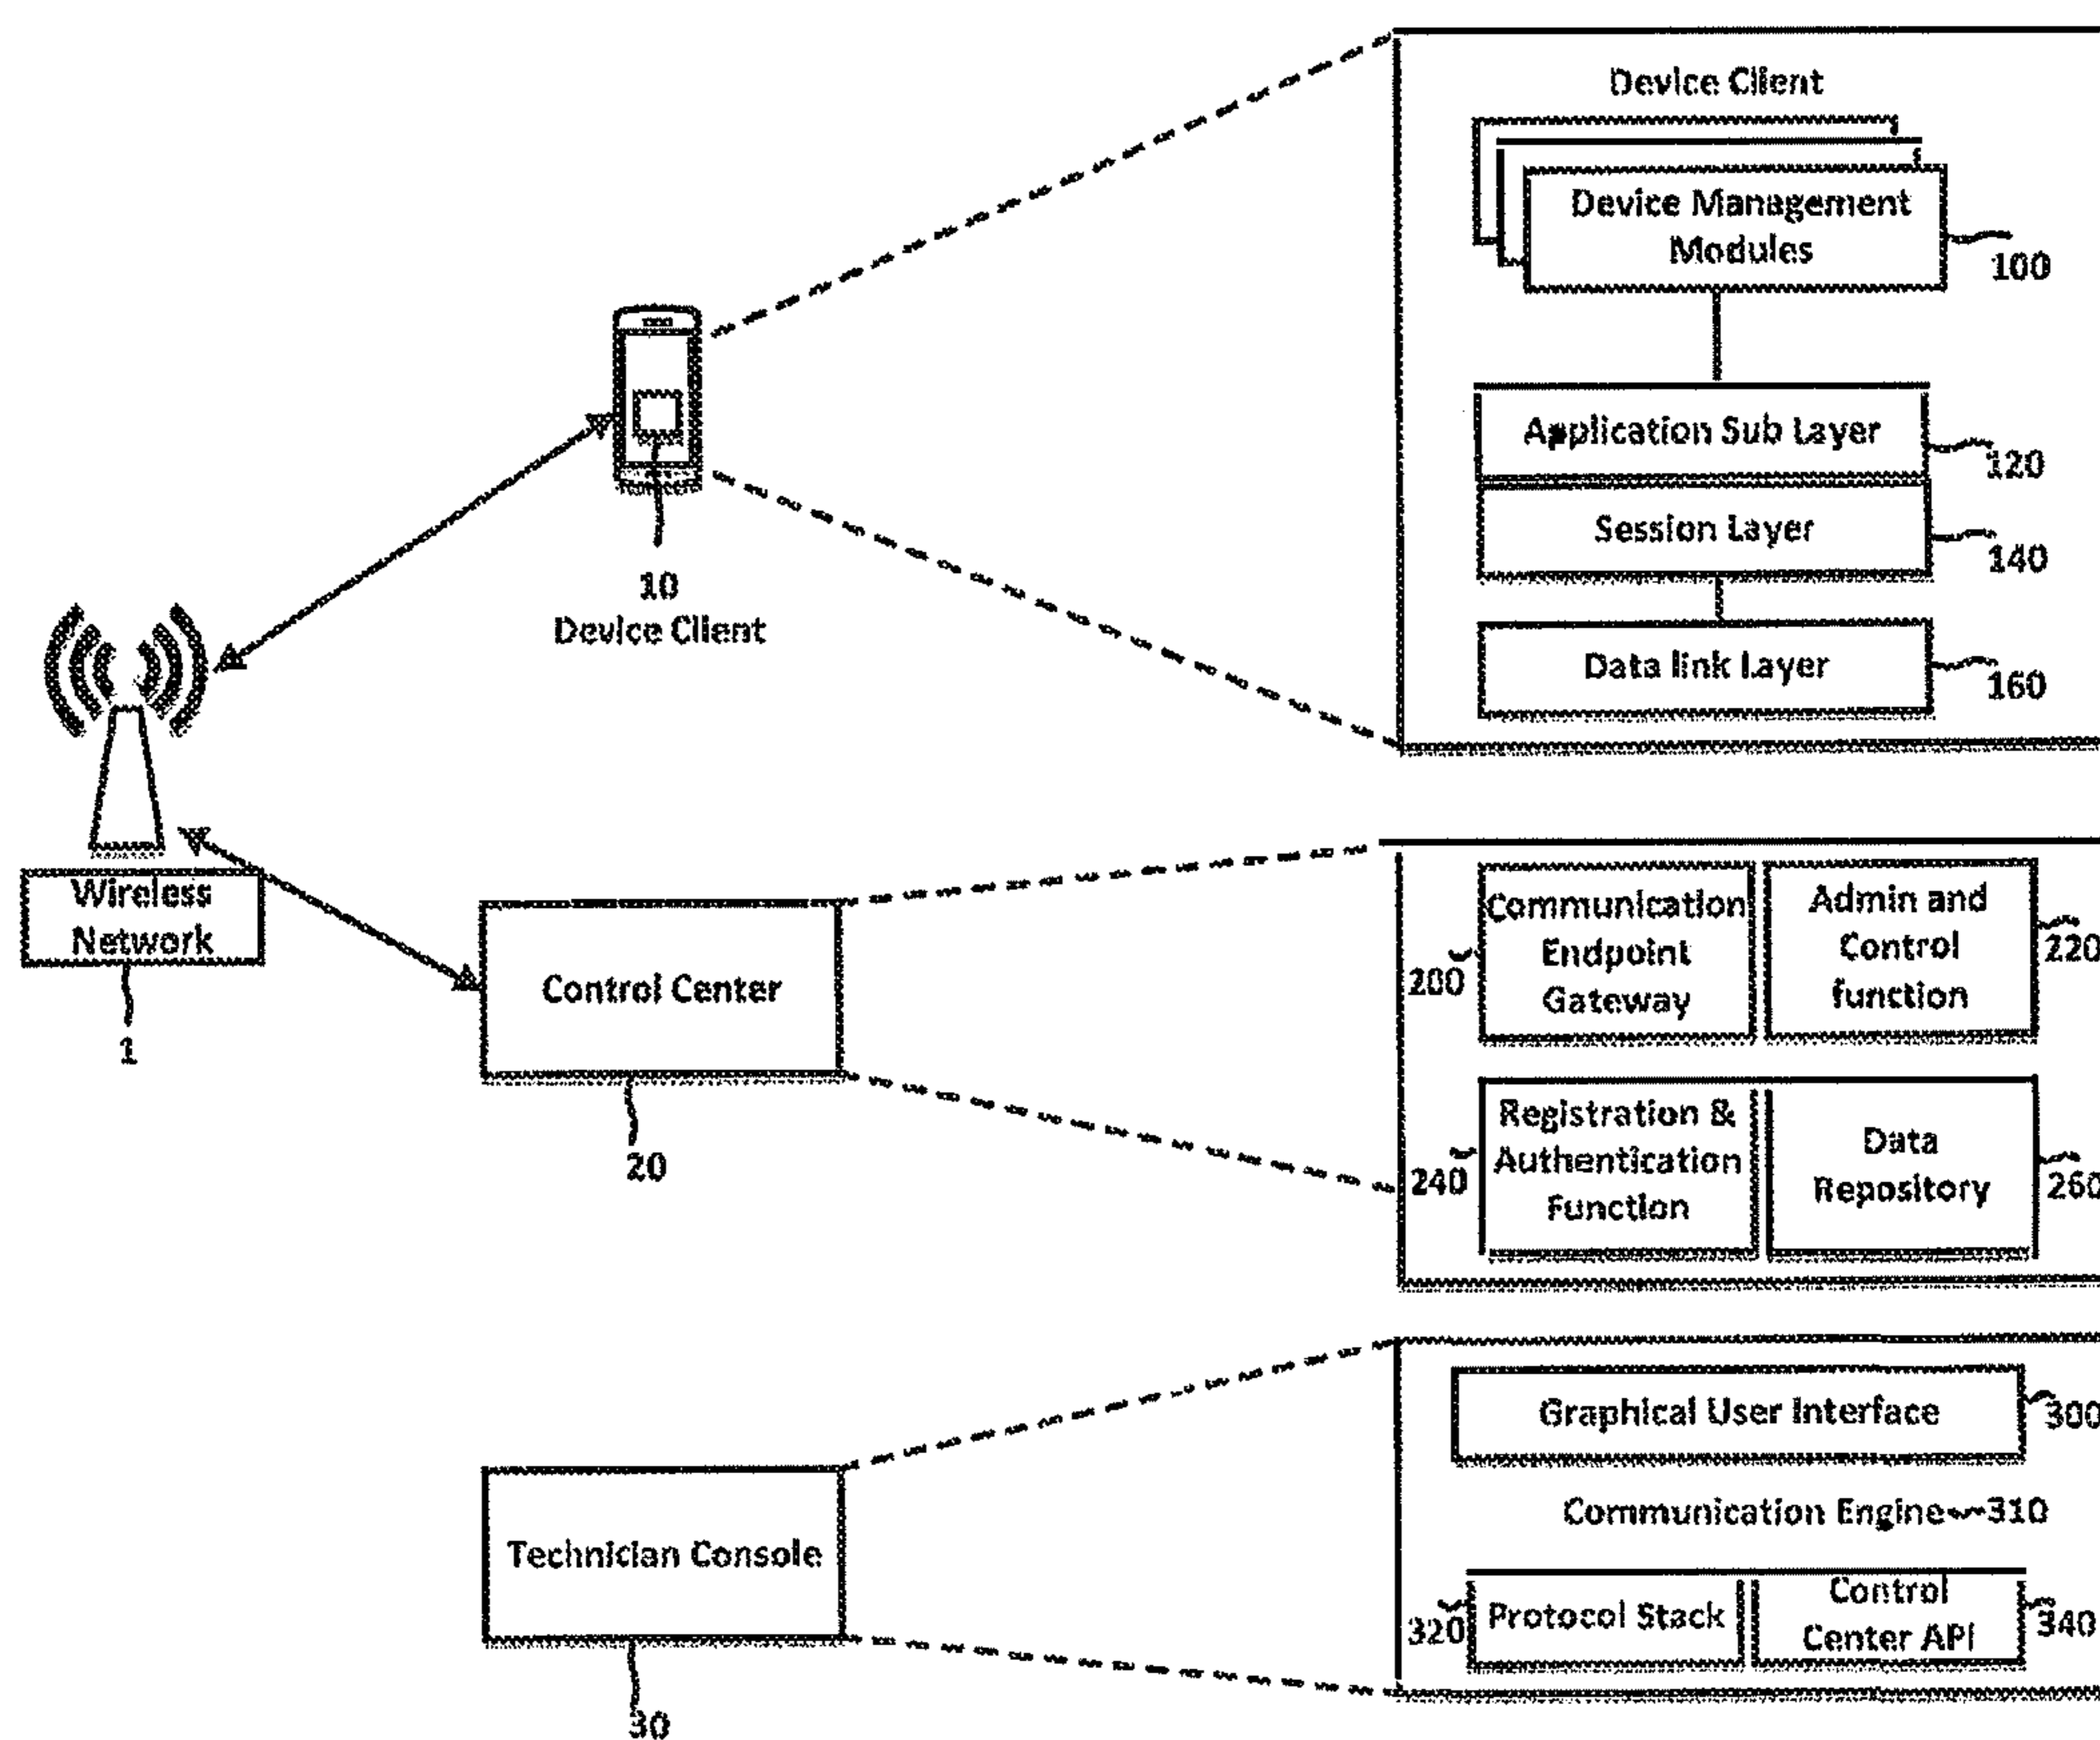 Device Client
Device Management
Modules
100
Application Sub Layer
120
Session Layer
140
Data link Layer
160
10
Device Client
Wireless
Network
1
Control Center
20
Communication
Endpoint
Gateway
200
Admin and
Control
function
220
Registration &
Authentication
Function
240
Data
Repository
260
Technician Console
30
Graphical User Interface
300
Communication Engine 310
320
Protocol Stack
Control
Center API
340